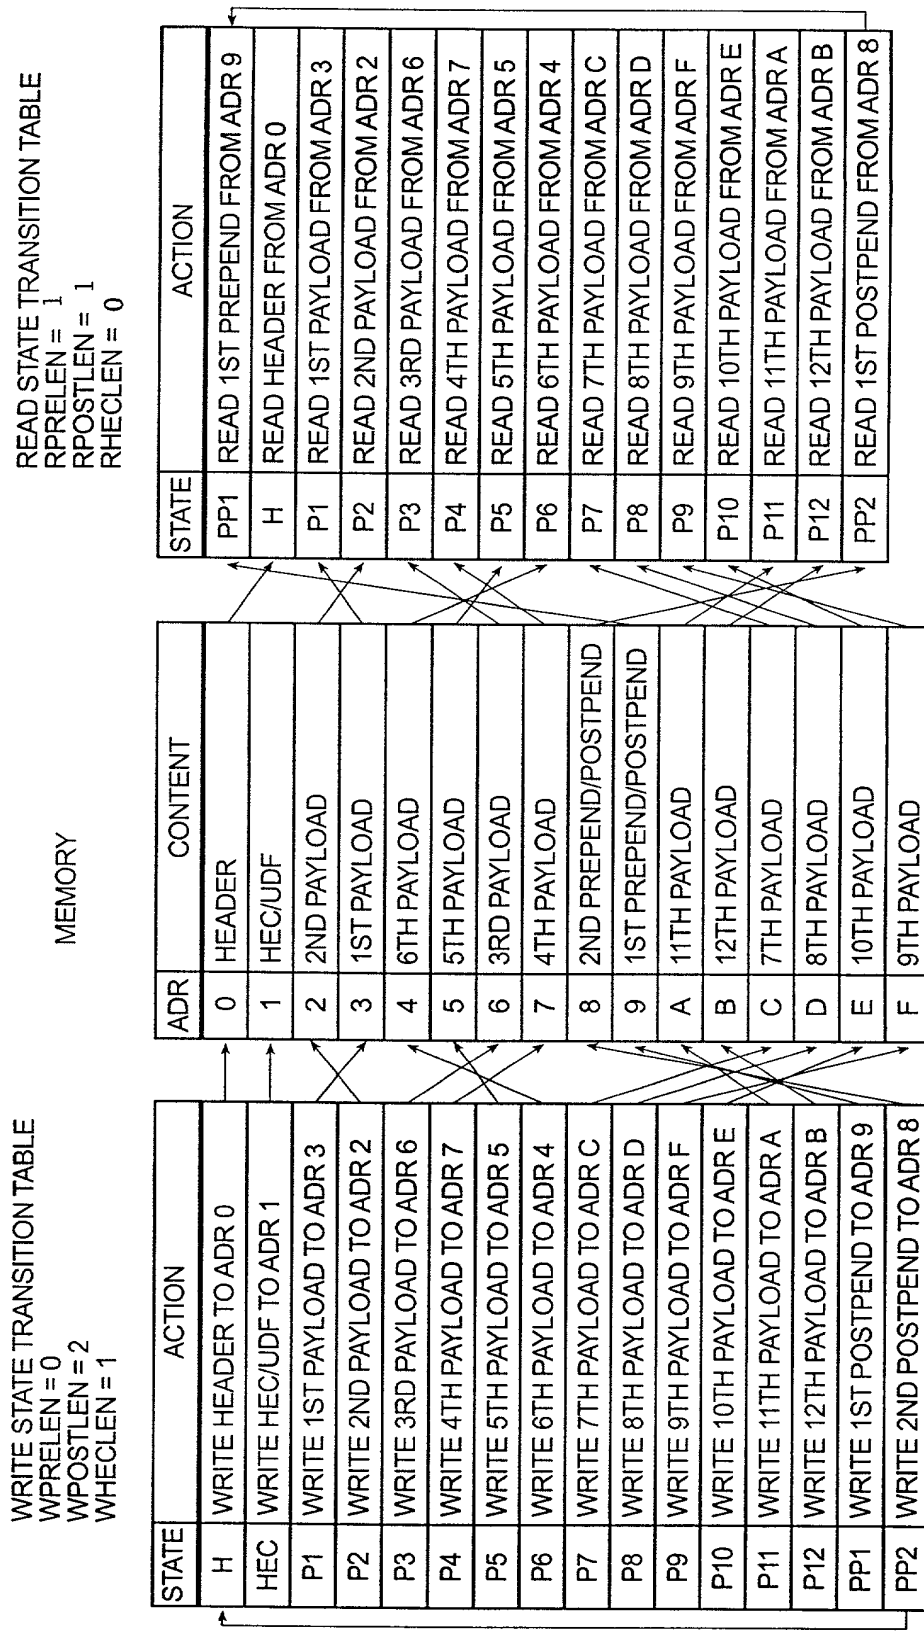 WRITE STATE TRANSITION TABLE
WPRELEN = 0
WPOSTLEN = 2
WHECLEN = 1
STATE ACTION
H WRITE HEADER TO ADR 0
HEC WRITE HEC/UDF TO ADR 1
P1 WRITE 1ST PAYLOAD TO ADR 3
P2 WRITE 2ND PAYLOAD TO ADR 2
P3 WRITE 3RD PAYLOAD TO ADR 6
P4 WRITE 4TH PAYLOAD TO ADR 7
P5 WRITE 5TH PAYLOAD TO ADR 5
P6 WRITE 6TH PAYLOAD TO ADR 4
P7 WRITE 7TH PAYLOAD TO ADR C
P8 WRITE 8TH PAYLOAD TO ADR D
P9 WRITE 9TH PAYLOAD TO ADR F
P10 WRITE 10TH PAYLOAD TO ADR E
P11 WRITE 11TH PAYLOAD TO ADR A
P12 WRITE 12TH PAYLOAD TO ADR B
PP1 WRITE 1ST POSTPEND TO ADR 9
PP2 WRITE 2ND POSTPEND TO ADR 8
MEMORY
ADR CONTENT
0 HEADER
1 HEC/UDF
2 2ND PAYLOAD
3 1ST PAYLOAD
4 6TH PAYLOAD
5 5TH PAYLOAD
6 3RD PAYLOAD
7 4TH PAYLOAD
8 2ND PREPEND/POSTPEND
9 1ST PREPEND/POSTPEND
A 11TH PAYLOAD
B 12TH PAYLOAD
C 7TH PAYLOAD
D 8TH PAYLOAD
E 10TH PAYLOAD
F 9TH PAYLOAD
READ STATE TRANSITION TABLE
RPRELEN = 1
RPOSTLEN = 1
RHECLEN = 0
STATE ACTION
PP1 READ 1ST PREPEND FROM ADR 9
H READ HEADER FROM ADR 0
P1 READ 1ST PAYLOAD FROM ADR 3
P2 READ 2ND PAYLOAD FROM ADR 2
P3 READ 3RD PAYLOAD FROM ADR 6
P4 READ 4TH PAYLOAD FROM ADR 7
P5 READ 5TH PAYLOAD FROM ADR 5
P6 READ 6TH PAYLOAD FROM ADR 4
P7 READ 7TH PAYLOAD FROM ADR C
P8 READ 8TH PAYLOAD FROM ADR D
P9 READ 9TH PAYLOAD FROM ADR F
P10 READ 10TH PAYLOAD FROM ADR E
P11 READ 11TH PAYLOAD FROM ADR A
P12 READ 12TH PAYLOAD FROM ADR B
PP2 READ 1ST POSTPEND FROM ADR 8